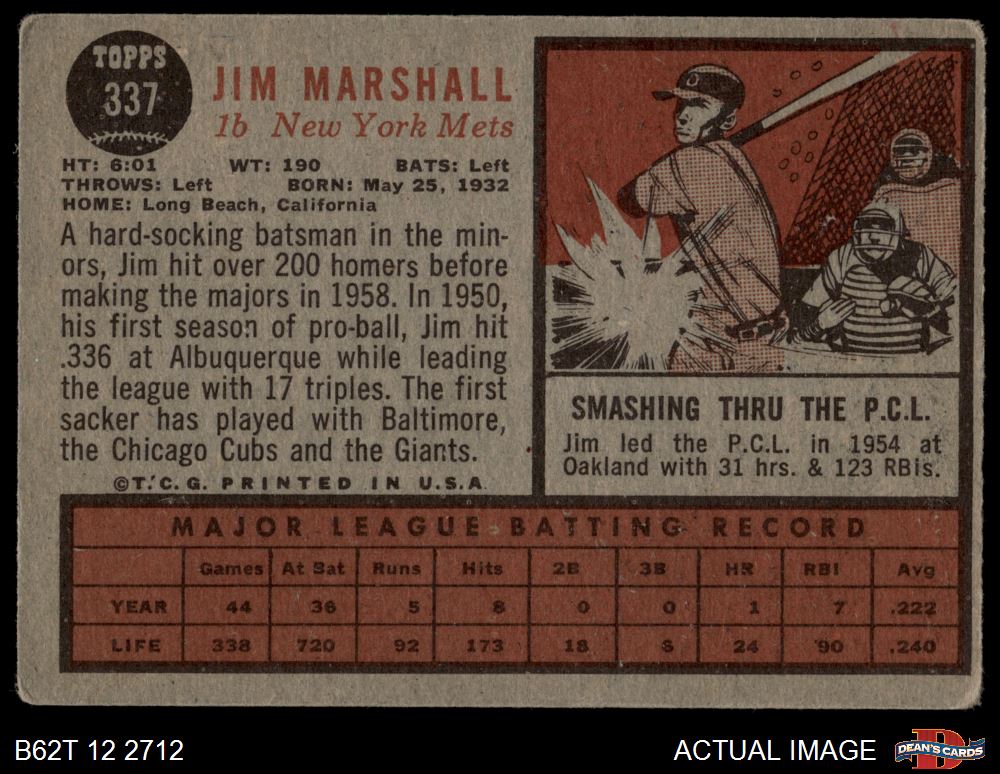 TOPPS
337
JIM MARSHALL
1b New York Mets
HT: 6:01 WT: 190 BATS: Left
THROWS: Left BORN: May 25, 1932
HOME: Long Beach, California
A hard-socking batsman in the min-
ors, Jim hit over 200 homers before
making the majors in 1958. In 1950,
his first season of pro-ball, Jim hit
.336 at Albuquerque while leading
the league with 17 triples. The first
sacker has played with Baltimore,
the Chicago Cubs and the Giants.
©T.C.G. PRINTED IN U.S.A.
SMASHING THRU THE P.C.L.
Jim led the P.C.L. in 1954 at
Oakland with 31 hrs. & 123 RBIs.
MAJOR LEAGUE BATTING RECORD
Games At Bat Runs Hits 2B 3B HR RBI Avg
YEAR 44 36 5 8 0 0 1 7 .222
LIFE 338 720 92 173 18 24 90 .240
B62T 12 2712
ACTUAL IMAGE
D
DEAN'S CARDS